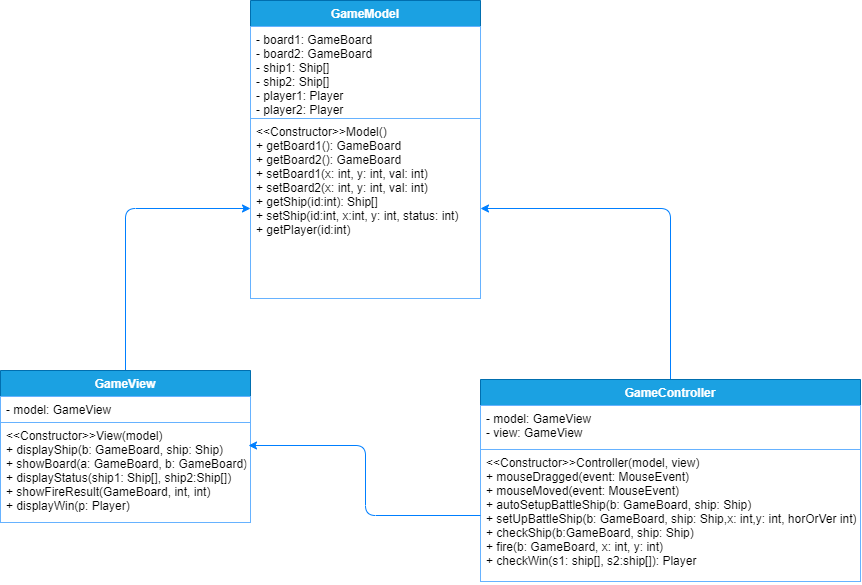 GameModel
- board1: GameBoard
- board2: GameBoard
- ship1: Ship[]
- ship2: Ship[]
- player1: Player
- player2: Player
<<Constructor>>Model()
+ getBoard1(): GameBoard
+ getBoard2(): GameBoard
+ setBoard1(x: int, y: int, val: int)
+ setBoard2(x: int, y: int, val: int)
+ getShip(id:int): Ship[]
+ setShip(id:int, x:int, y: int, status: int)
+ getPlayer(id:int)
GameView
- model: GameView
<<Constructor>>View(model)
+ displayShip(b: GameBoard, ship: Ship)
+ showBoard(a: GameBoard, b: GameBoard)
+ displayStatus(ship1: Ship[], ship2:Ship[])
+ showFireResult(GameBoard, int, int)
+ displayWin(p: Player)
GameController
- model: GameView
- view: GameView
<<Constructor>>Controller(model, view)
+ mouseDragged(event: MouseEvent)
+ mouseMoved(event: MouseEvent)
+ autoSetupBattleShip(b: GameBoard, ship: Ship)
+ setUpBattleShip(b: GameBoard, ship: Ship,x: int,y: int, horOrVer int)
+ checkShip(b:GameBoard, ship: Ship)
+ fire(b: GameBoard, x: int, y: int)
+ checkWin(s1: ship[], s2:ship[]): Player